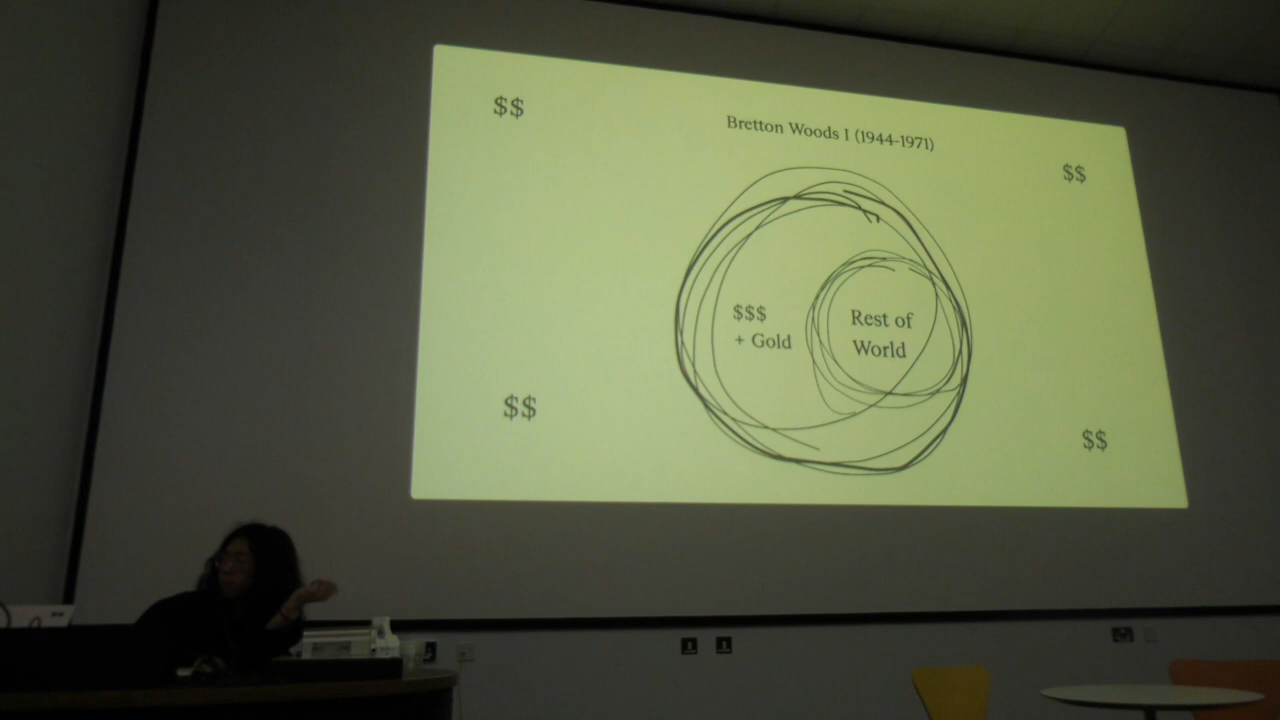 $$
Bretton Woods I (1944-1971)
$$
$$$
+ Gold
Rest of
World
$$
$$